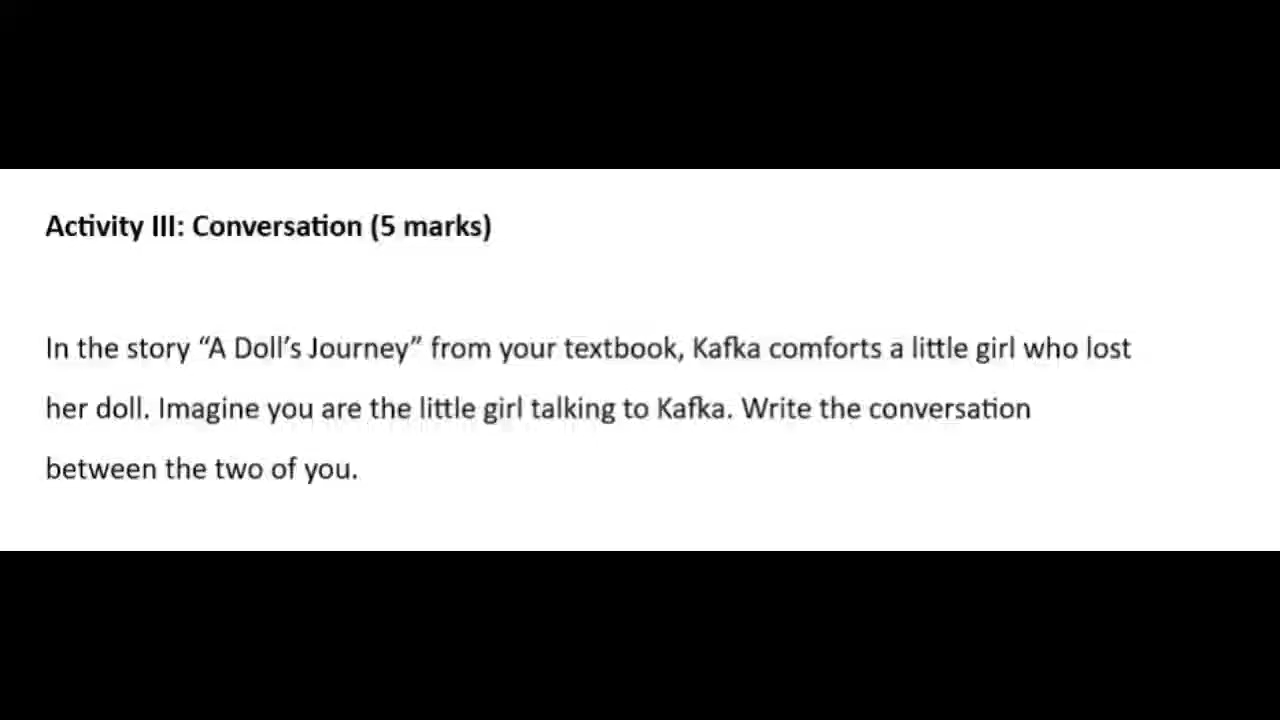 Activity III: Conversation (5 marks)
In the story “A Doll’s Journey” from your textbook, Kafka comforts a little girl who lost
her doll. Imagine you are the little girl talking to Kafka. Write the conversation
between the two of you.